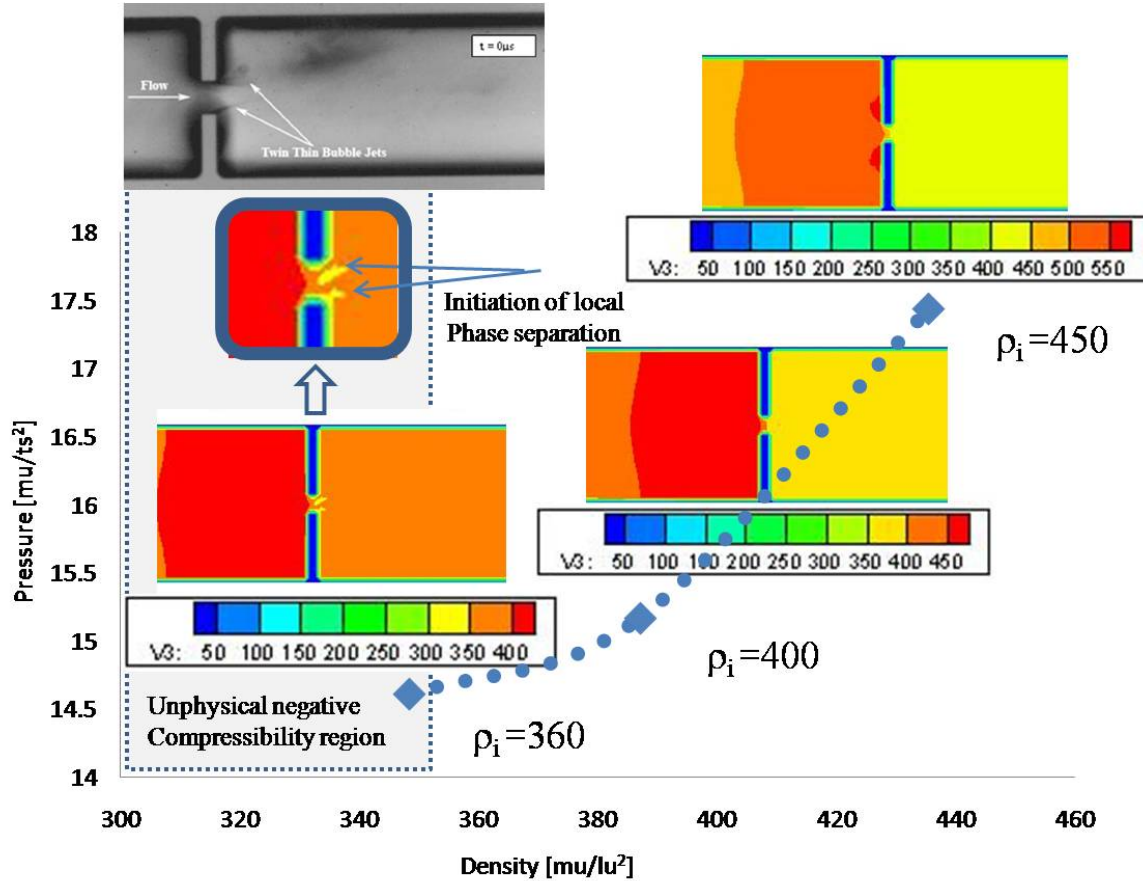 t = 0µs
Flow
Twin Thin Bubble Jets
V3: 50 100 150 200 250 300 350 400 450 500 550
Initiation of local
Phase separation
ρi=450
V3: 50 100 150 200 250 300 350 400 450
ρi=400
V3: 50 100 150 200 250 300 350 400
Unphysical negative
Compressibility region
ρi=360
Pressure [mu/ts²]
18
17.5
17
16.5
16
15.5
15
14.5
14
300 320 340 360 380 400 420 440 460
Density [mu/lu²]